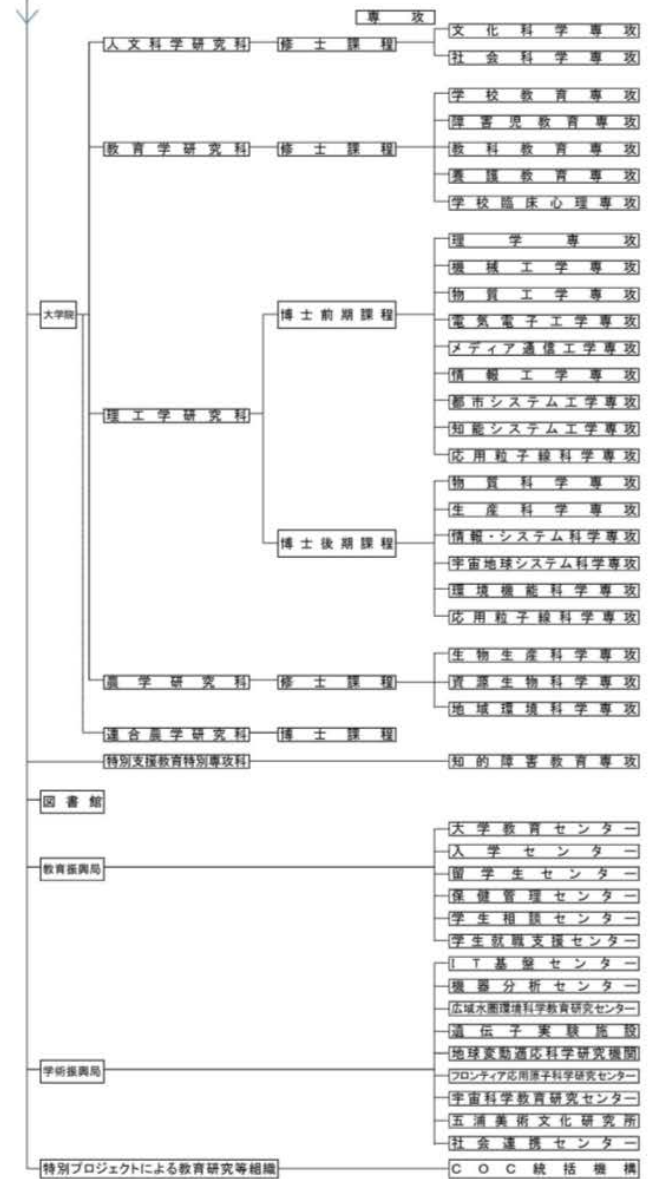 専攻
人文科学研究科
修士課程
文化科学専攻
社会科学専攻
教育学研究科
修士課程
学校教育専攻
障害児教育専攻
教科教育専攻
養護教育専攻
学校臨床心理専攻
大学院
理工学研究科
博士前期課程
理学専攻
機械工学専攻
物質工学専攻
電気電子工学専攻
メディア通信工学専攻
情報工学専攻
都市システム工学専攻
知能システム工学専攻
応用粒子線科学専攻
博士後期課程
物質科学専攻
生産科学専攻
情報・システム科学専攻
宇宙地球システム科学専攻
環境機能科学専攻
応用粒子線科学専攻
農学研究科
修士課程
生物生産科学専攻
資源生物科学専攻
地域環境科学専攻
連合農学研究科
博士課程
特別支援教育特別専攻科
知的障害教育専攻
図書館
教育振興局
大学教育センター
入学センター
留学生センター
保健管理センター
学生相談センター
学生就職支援センター
学術振興局
IT基盤センター
機器分析センター
広域水圏環境科学教育研究センター
遺伝子実験施設
地球変動適応科学研究機関
フロンティア応用原子科学研究センター
宇宙科学教育研究センター
五浦美術文化研究所
社会連携センター
特別プロジェクトによる教育研究等組織
COC統括機構